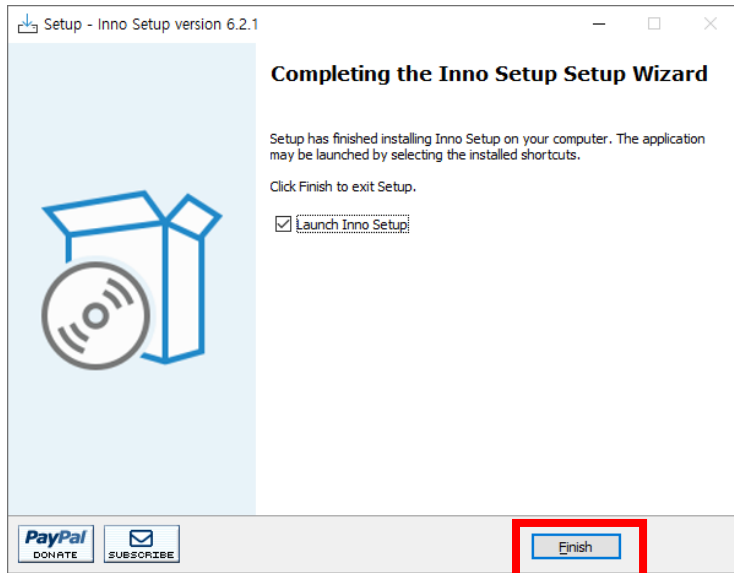 Setup - Inno Setup version 6.2.1
Completing the Inno Setup Setup Wizard
Setup has finished installing Inno Setup on your computer. The application
may be launched by selecting the installed shortcuts.
Click Finish to exit Setup.
Launch Inno Setup
PayPal
DONATE
SUBSCRIBE
Finish